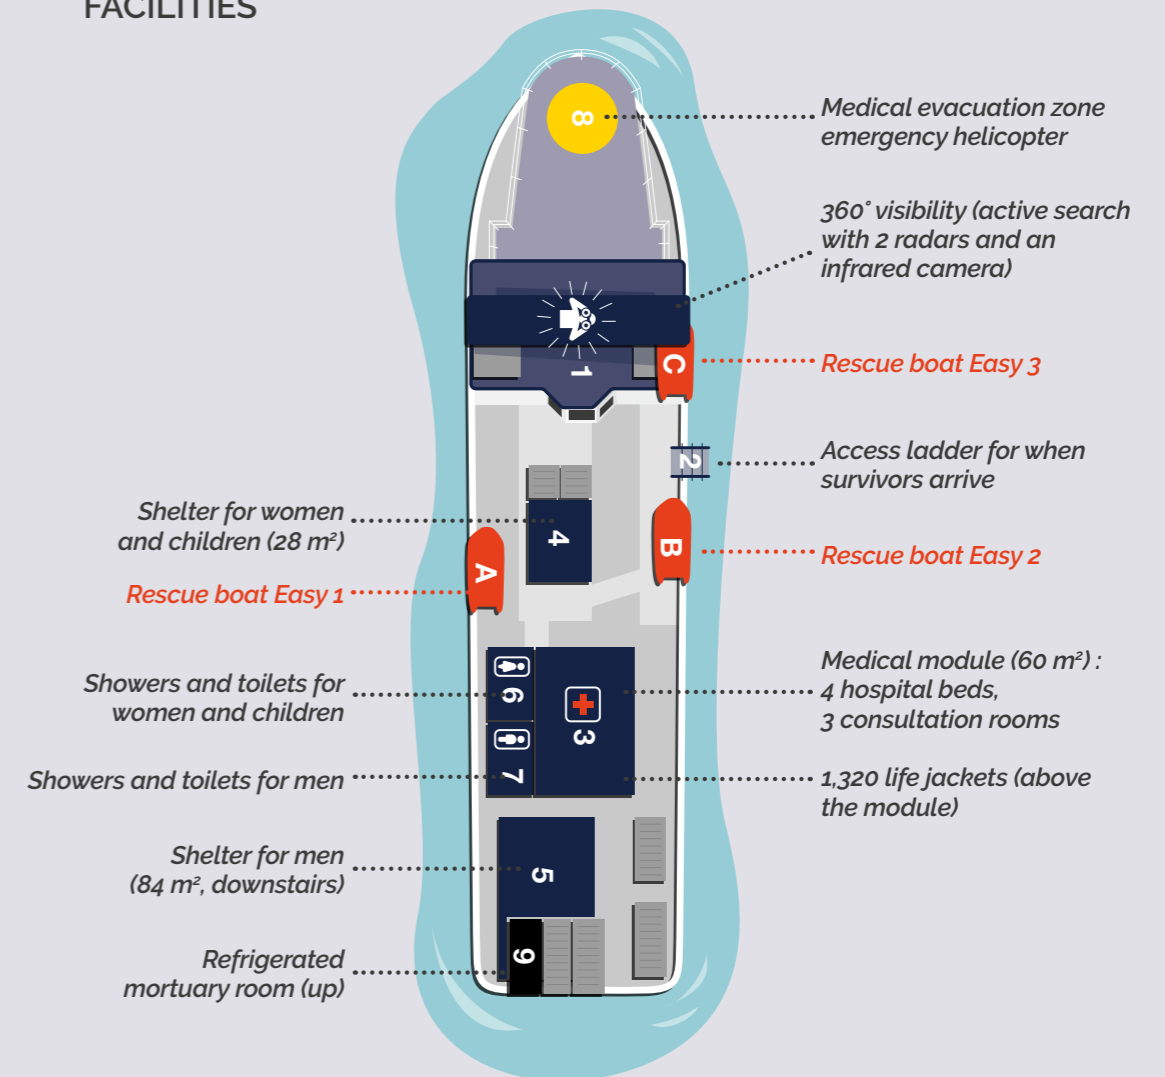 FACILITIES
8
Medical evacuation zone
emergency helicopter
360° visibility (active search
with 2 radars and an
infrared camera)
1
C
Rescue boat Easy 3
2
Access ladder for when
survivors arrive
Shelter for women
and children (28 m²)
4
B
Rescue boat Easy 2
A
Rescue boat Easy 1
Showers and toilets for
women and children
6
3
Medical module (60 m²) :
4 hospital beds,
3 consultation rooms
Showers and toilets for men
7
1,320 life jackets (above
the module)
Shelter for men
(84 m², downstairs)
5
Refrigerated
mortuary room (up)
9